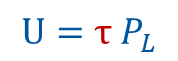 U = τ P_L